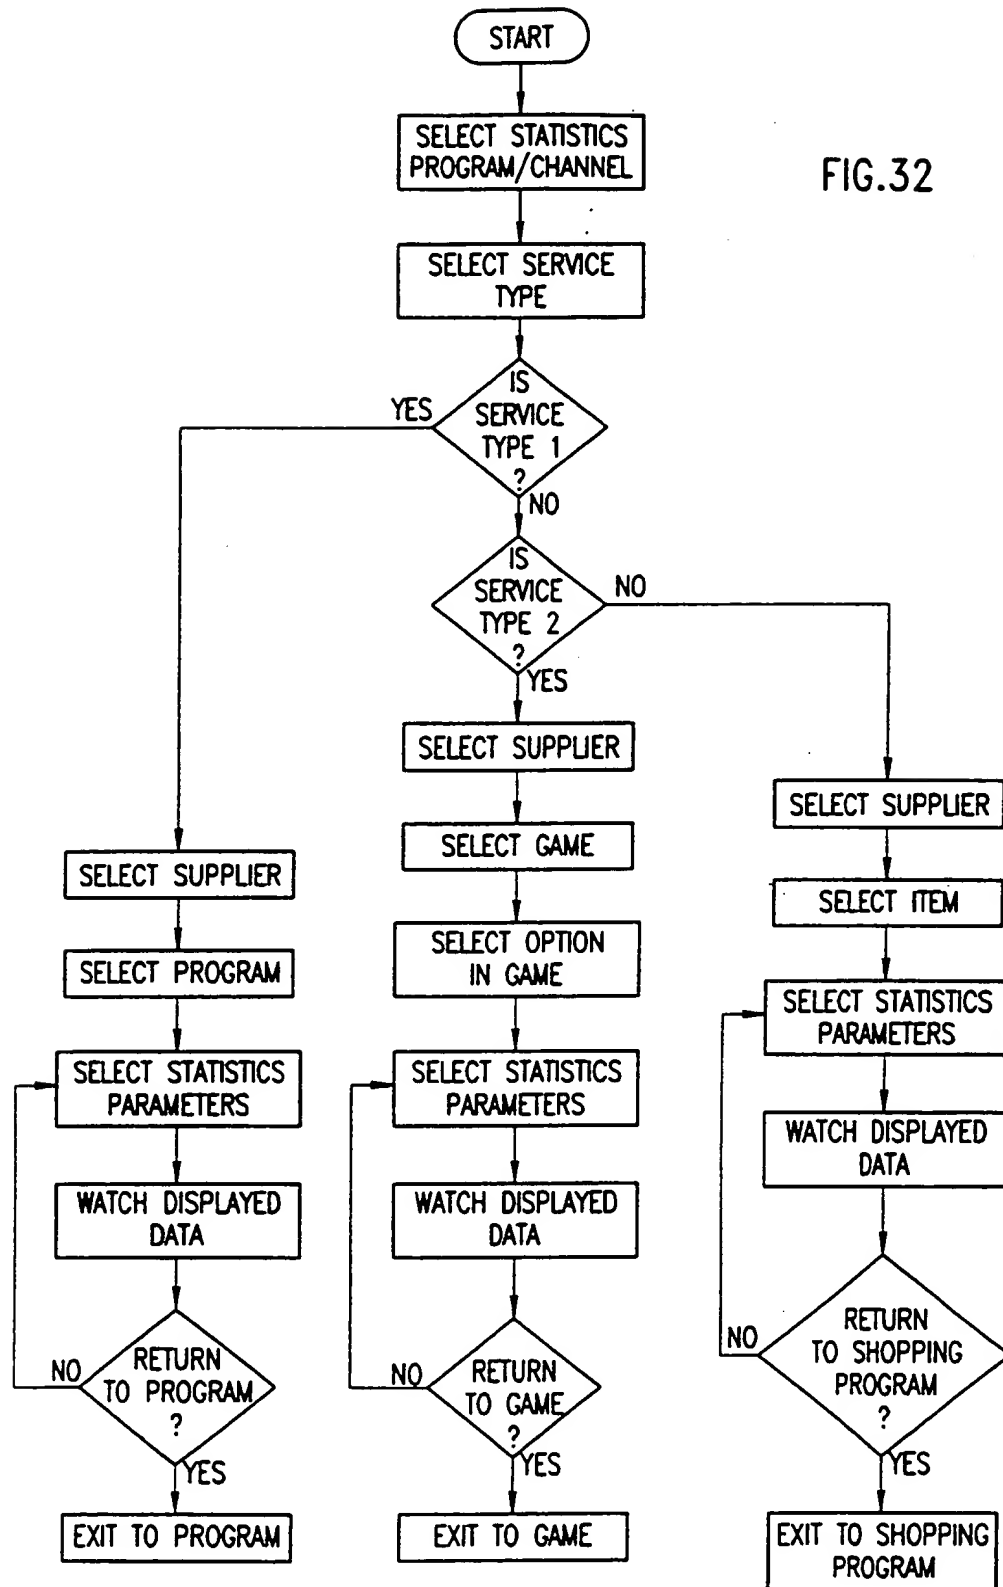 START
SELECT STATISTICS
PROGRAM/CHANNEL
FIG.32
SELECT SERVICE
TYPE
IS
SERVICE
TYPE 1
?
YES
NO
IS
SERVICE
TYPE 2
?
NO
YES
SELECT SUPPLIER
SELECT PROGRAM
SELECT STATISTICS
PARAMETERS
WATCH DISPLAYED
DATA
RETURN
TO PROGRAM
?
NO
YES
EXIT TO PROGRAM
SELECT SUPPLIER
SELECT GAME
SELECT OPTION
IN GAME
SELECT STATISTICS
PARAMETERS
WATCH DISPLAYED
DATA
RETURN
TO GAME
?
NO
YES
EXIT TO GAME
SELECT SUPPLIER
SELECT ITEM
SELECT STATISTICS
PARAMETERS
WATCH DISPLAYED
DATA
RETURN
TO SHOPPING
PROGRAM
?
NO
YES
EXIT TO SHOPPING
PROGRAM